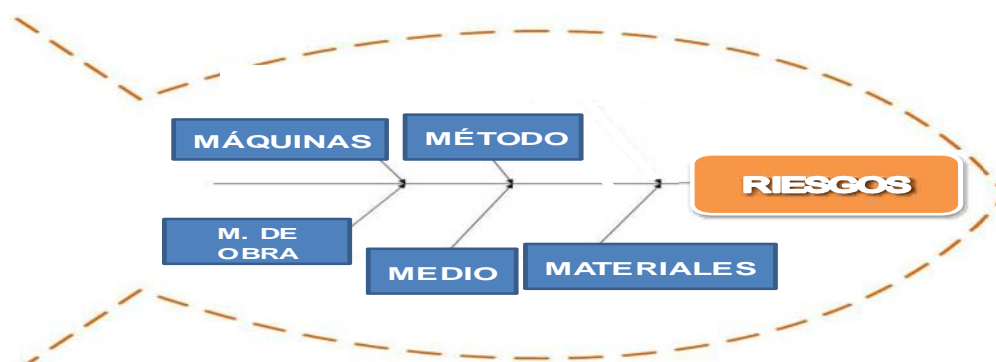 MÁQUINAS
MÉTODO
RIESGOS
M. DE
OBRA
MEDIO
MATERIALES